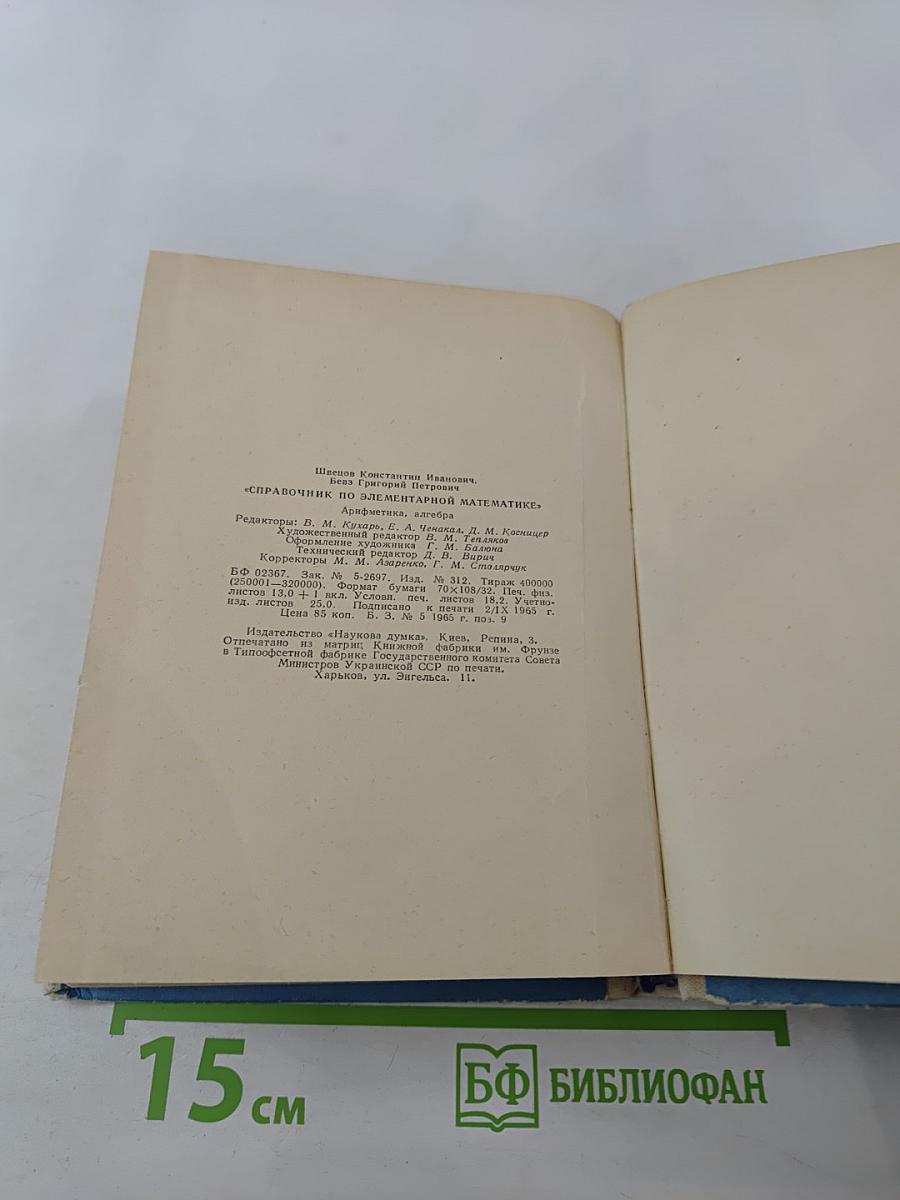 Швецов Константин Иванович,
Бевз Григорий Петрович
«СПРАВОЧНИК ПО ЭЛЕМЕНТАРНОЙ МАТЕМАТИКЕ»
Арифметика, алгебра
Редакторы: В. М. Кухарь, Е. А. Ченакал, Д. М. Косницер
Художественный редактор В. М. Тепляков
Оформление художника Г. М. Балюна
Технический редактор Д. В. Вирич
Корректоры М. М. Азаренко, Г. М. Столярчук
БФ 02367. Зак. № 5-2697. Изд. № 312. Тираж 400000
(250001—320000). Формат бумаги 70×108/32. Печ. физ.
листов 13,0 + 1 вкл. Условн. печ. листов 18.2. Учетно-
изд. листов 25.0. Подписано к печати 2/IX 1965 г.
Цена 85 коп. Б. З. № 5 1965 г. поз. 9
Издательство «Наукова думка». Киев, Репина, 3.
Отпечатано из матриц Книжной фабрики им. Фрунзе
в Типоофсетной фабрике Государственного комитета Совета
Министров Украинской ССР по печати.
Харьков, ул. Энгельса, 11.
15 см
БФ БИБЛИОФАН